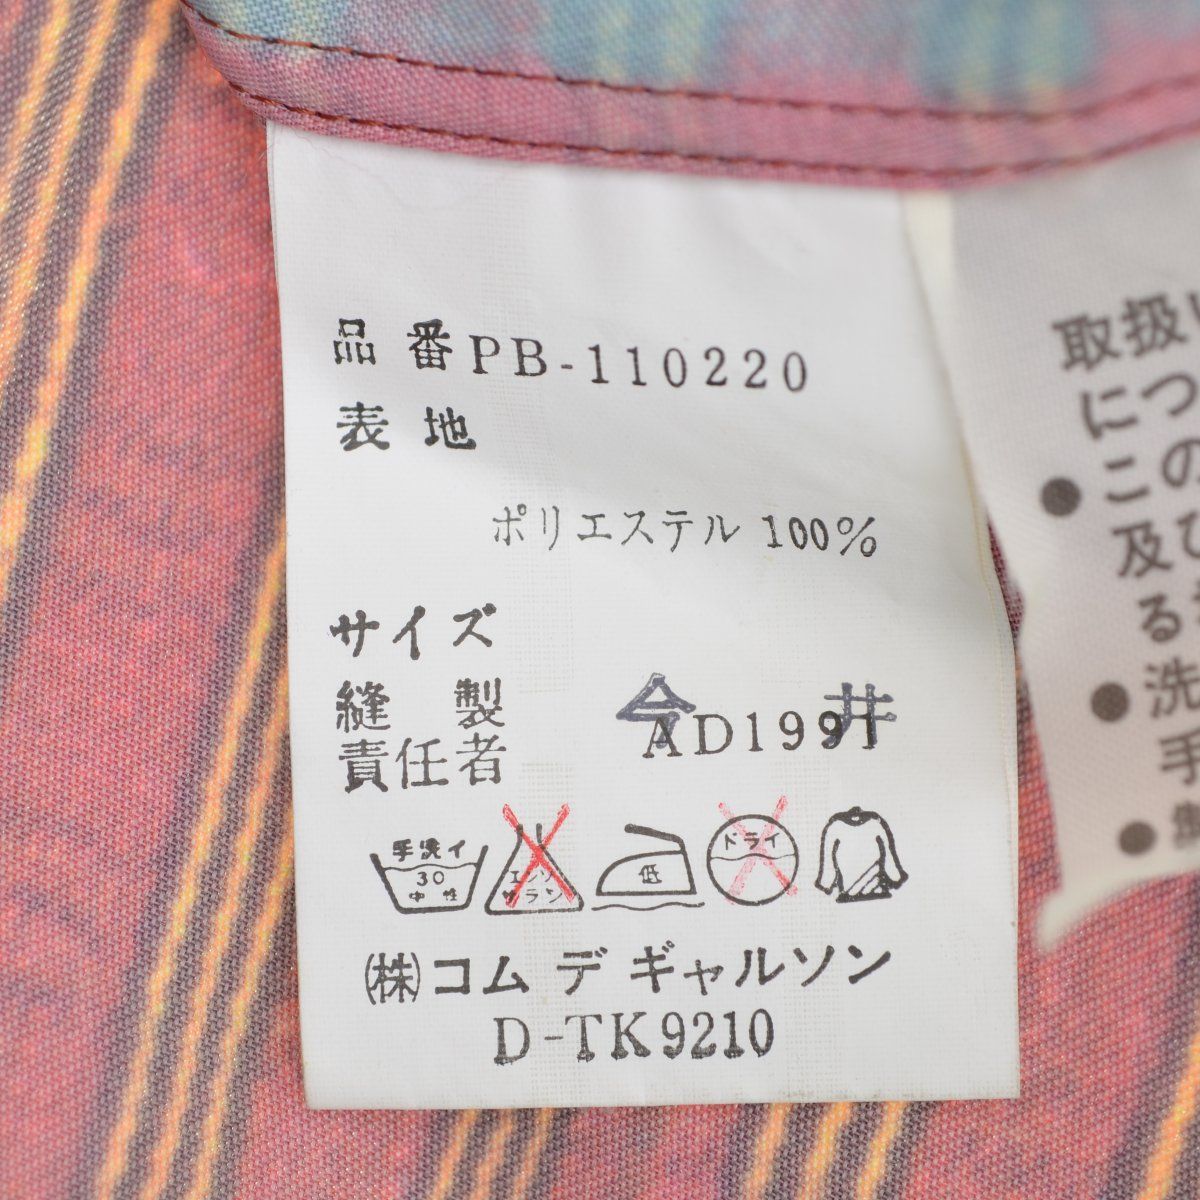 品番 PB-110220
表地
ポリエステル 100%
サイズ
縫製 今井
責任者 AD1991
手洗イ
30
中性
エンソ
サラシ
低
ドライ
(株)コム デ ギャルソン
D-TK9210
取扱い
につ
●この
及び
る
●洗
手
●